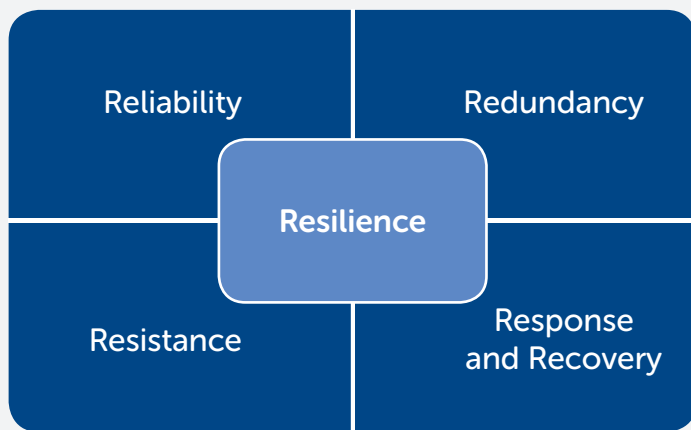 Reliability
Redundancy
Resilience
Resistance
Response
and Recovery